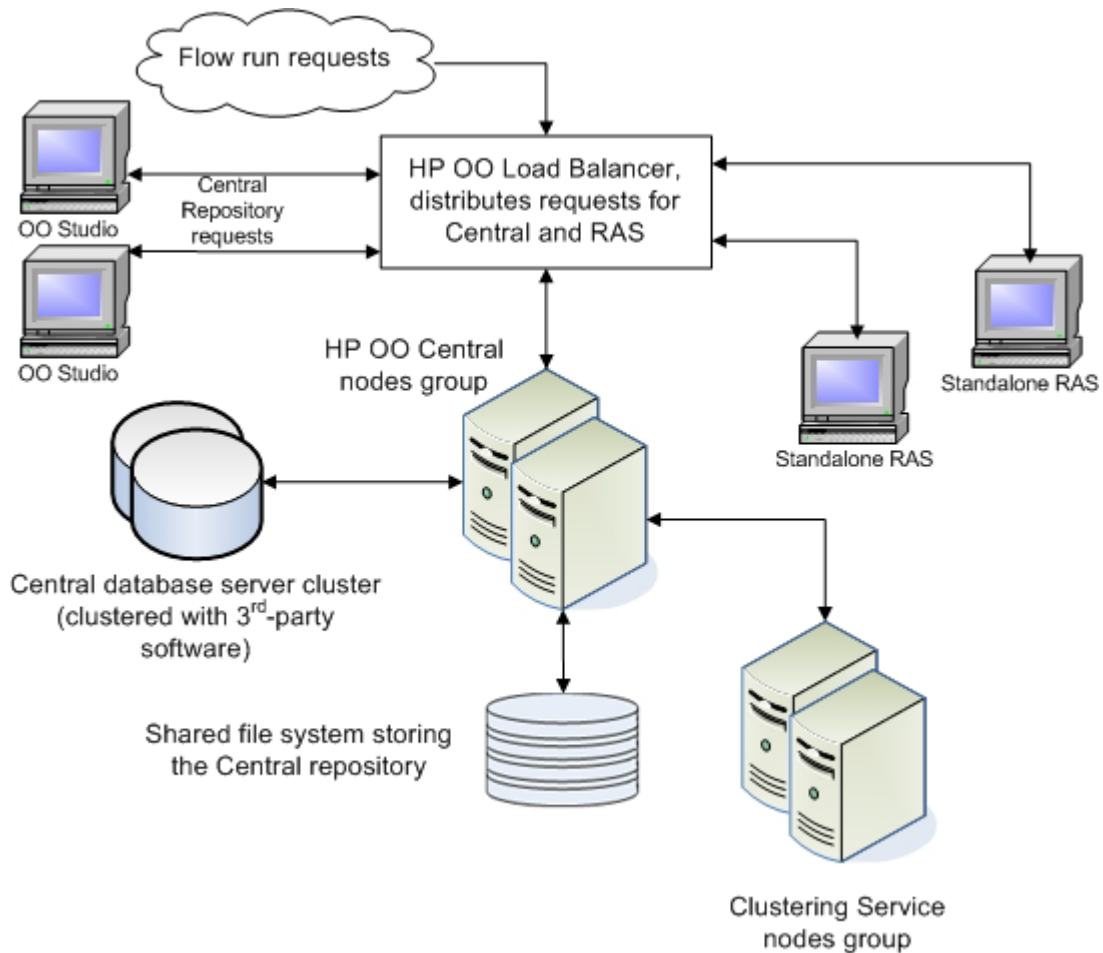 Flow run requests
HP OO Load Balancer,
distributes requests for
Central and RAS
Central
Repository
requests
OO Studio
OO Studio
Standalone RAS
Standalone RAS
HP OO Central
nodes group
Central database server cluster
(clustered with 3rd-party
software)
Shared file system storing
the Central repository
Clustering Service
nodes group